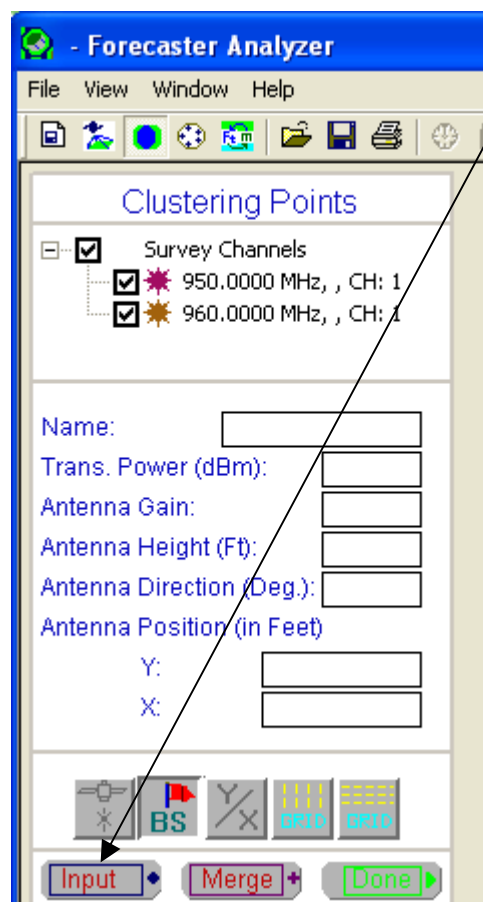 - Forecaster Analyzer
File View Window Help
Ft m
Clustering Points
Survey Channels
950.0000 MHz, , CH: 1
960.0000 MHz, , CH: 1
Name:
Trans. Power (dBm):
Antenna Gain:
Antenna Height (Ft):
Antenna Direction (Deg.):
Antenna Position (in Feet)
Y:
X:
BS Y/X GRID GRID
Input Merge Done